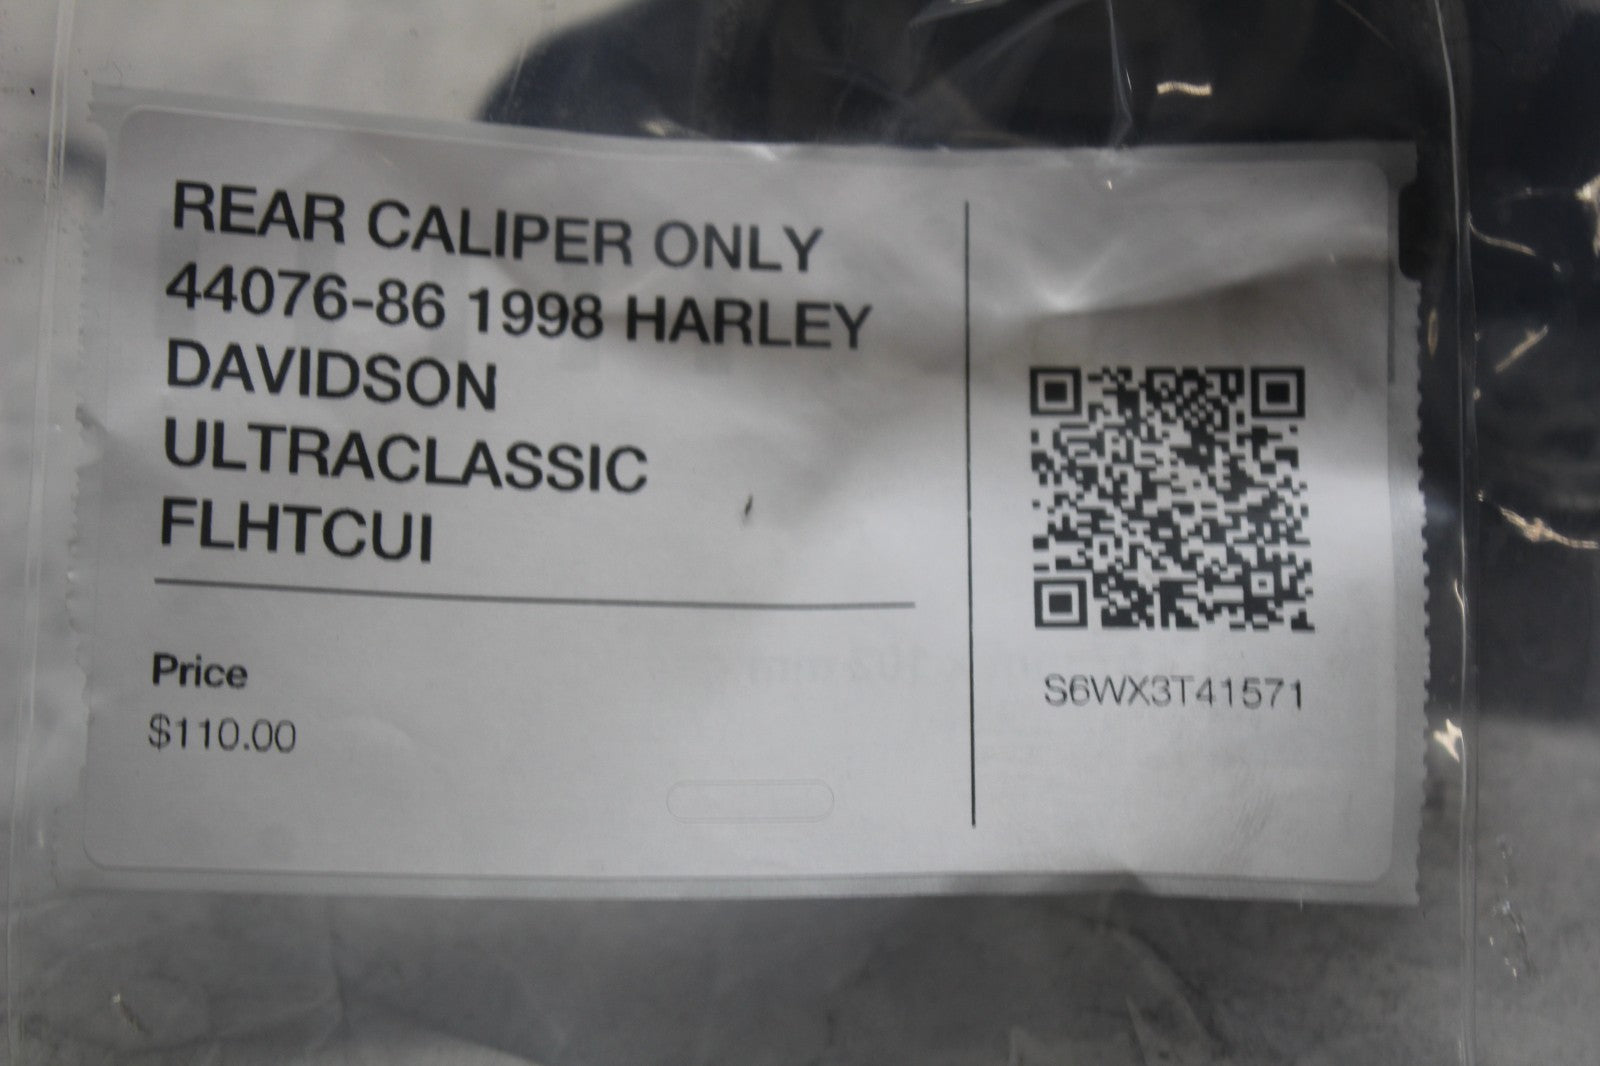 REAR CALIPER ONLY
44076-86 1998 HARLEY
DAVIDSON
ULTRACLASSIC
FLHTCUI
Price
$110.00
S6WX3T41571